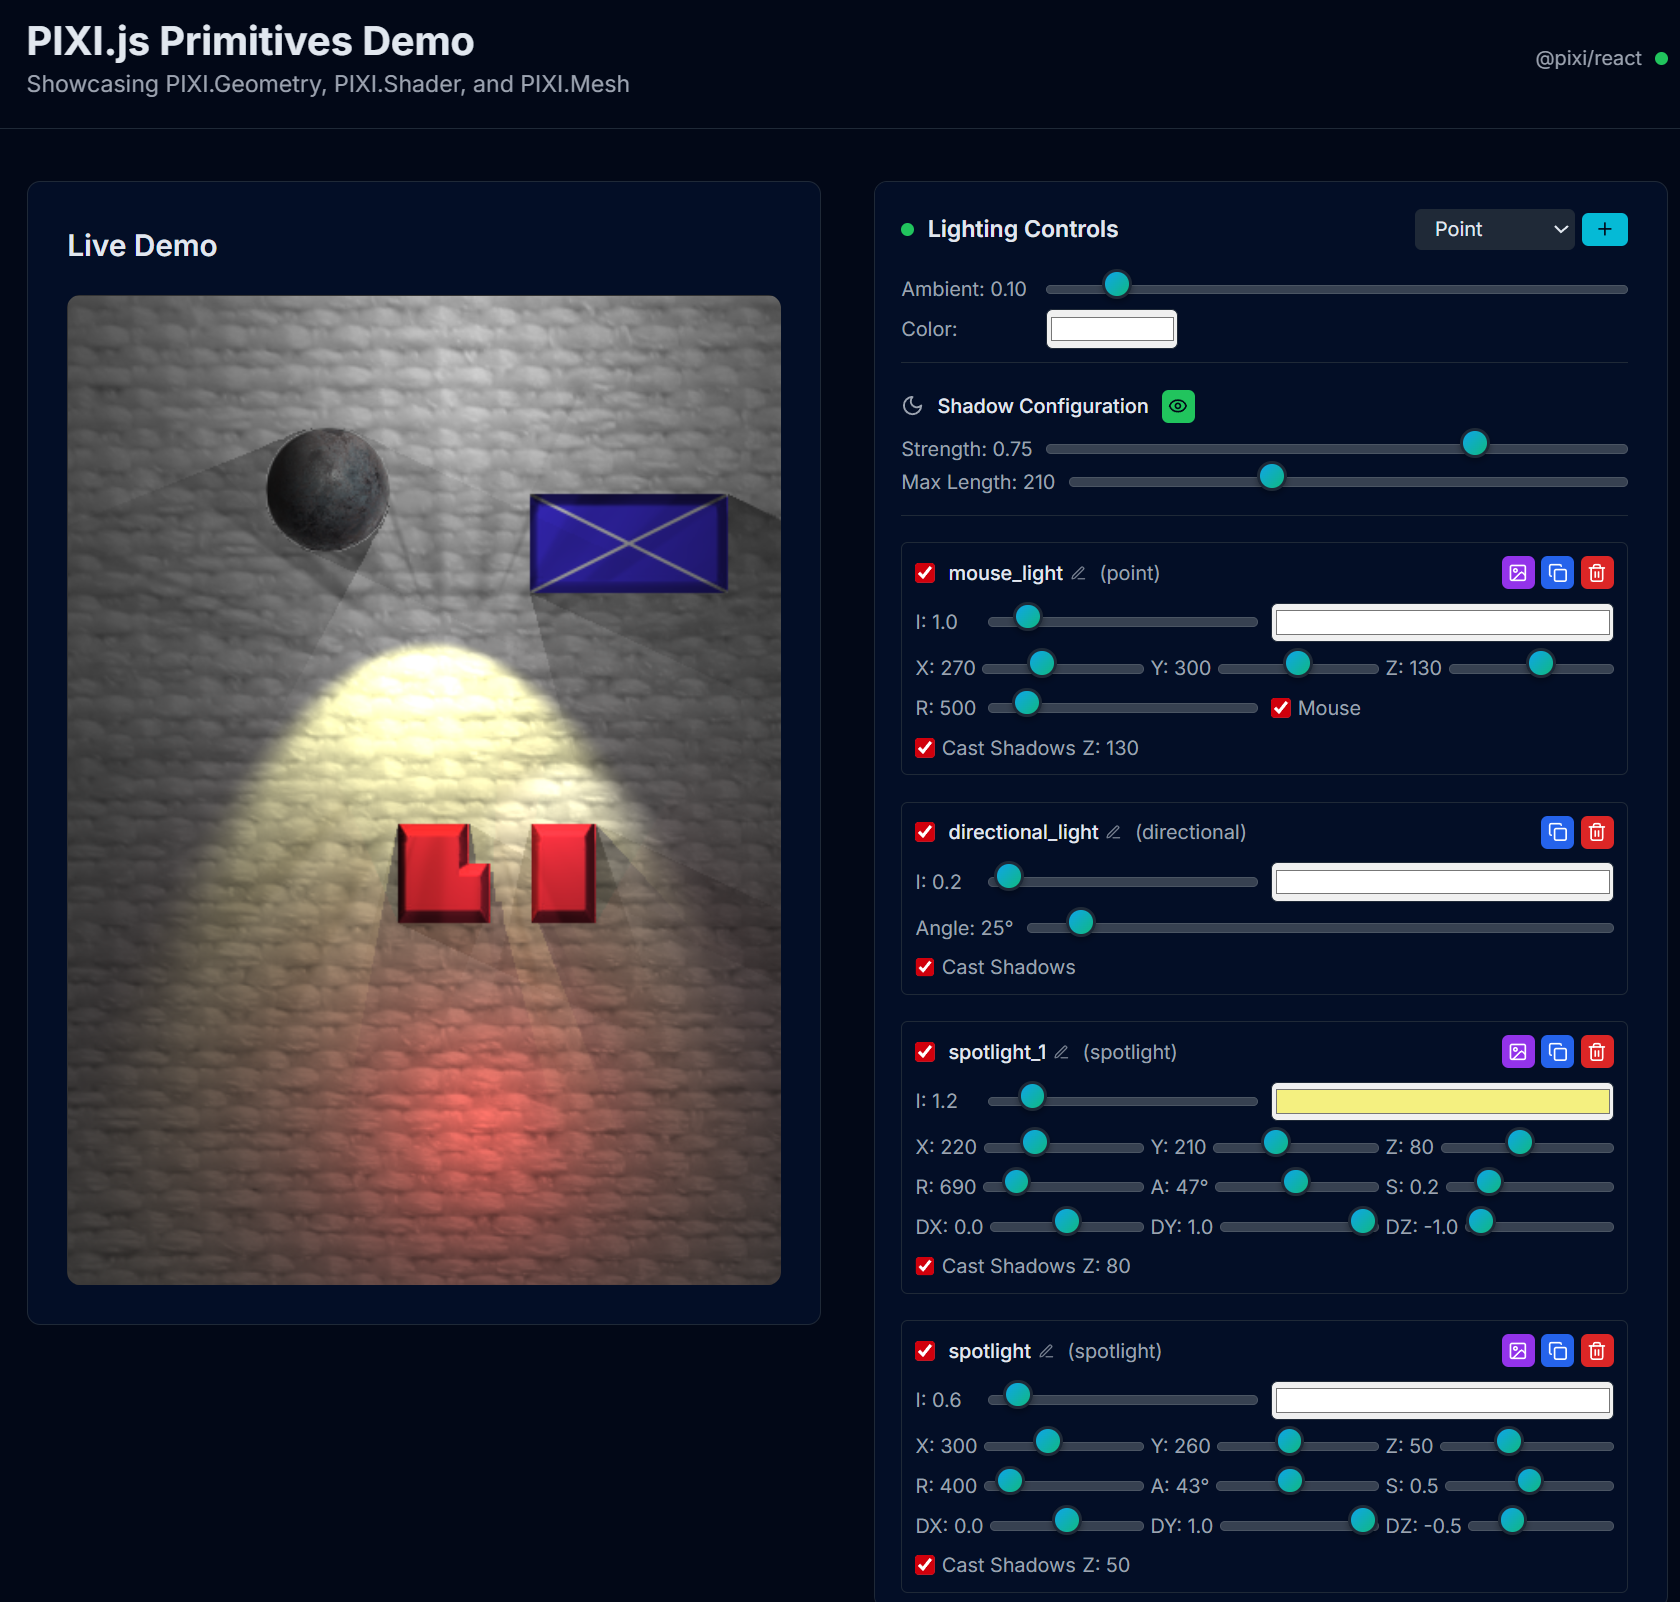 PIXI.js Primitives Demo
Showcasing PIXI.Geometry, PIXI.Shader, and PIXI.Mesh
@pixi/react
Live Demo
Lighting Controls
Point
+
Ambient: 0.10
Color:
Shadow Configuration
Strength: 0.75
Max Length: 210
mouse_light (point)
I: 1.0
X: 270 Y: 300 Z: 130
R: 500 Mouse
Cast Shadows Z: 130
directional_light (directional)
I: 0.2
Angle: 25°
Cast Shadows
spotlight_1 (spotlight)
I: 1.2
X: 220 Y: 210 Z: 80
R: 690 A: 47° S: 0.2
DX: 0.0 DY: 1.0 DZ: -1.0
Cast Shadows Z: 80
spotlight (spotlight)
I: 0.6
X: 300 Y: 260 Z: 50
R: 400 A: 43° S: 0.5
DX: 0.0 DY: 1.0 DZ: -0.5
Cast Shadows Z: 50